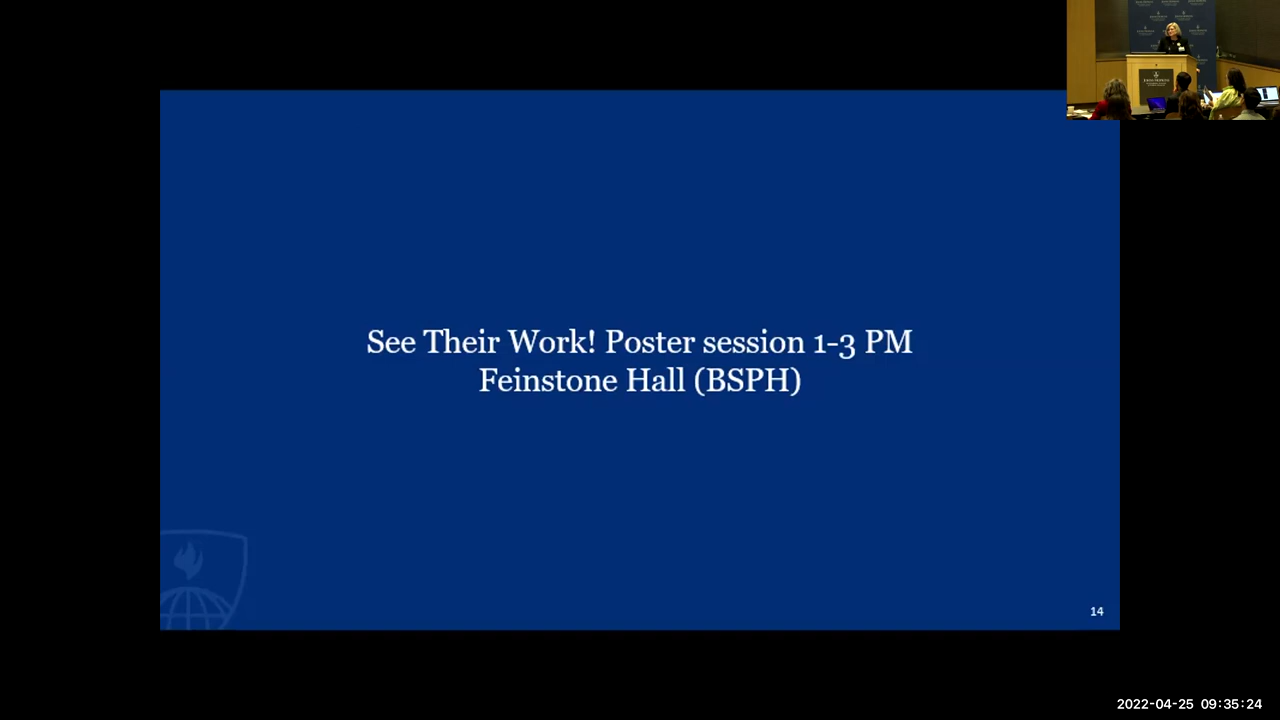 See Their Work! Poster session 1-3 PM
Feinstone Hall (BSPH)
14
2022-04-25 09:35:24